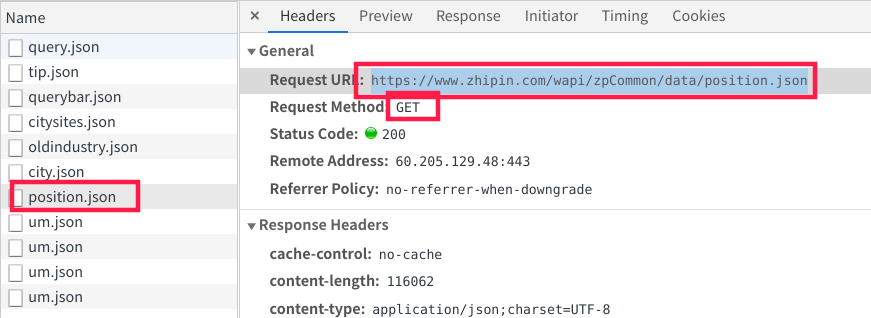 Name
query.json
tip.json
querybar.json
citysites.json
oldindustry.json
city.json
position.json
um.json
um.json
um.json
um.json
× Headers Preview Response Initiator Timing Cookies
General
Request URL: https://www.zhipin.com/wapi/zpCommon/data/position.json
Request Method: GET
Status Code: 200
Remote Address: 60.205.129.48:443
Referrer Policy: no-referrer-when-downgrade
Response Headers
cache-control: no-cache
content-length: 116062
content-type: application/json;charset=UTF-8